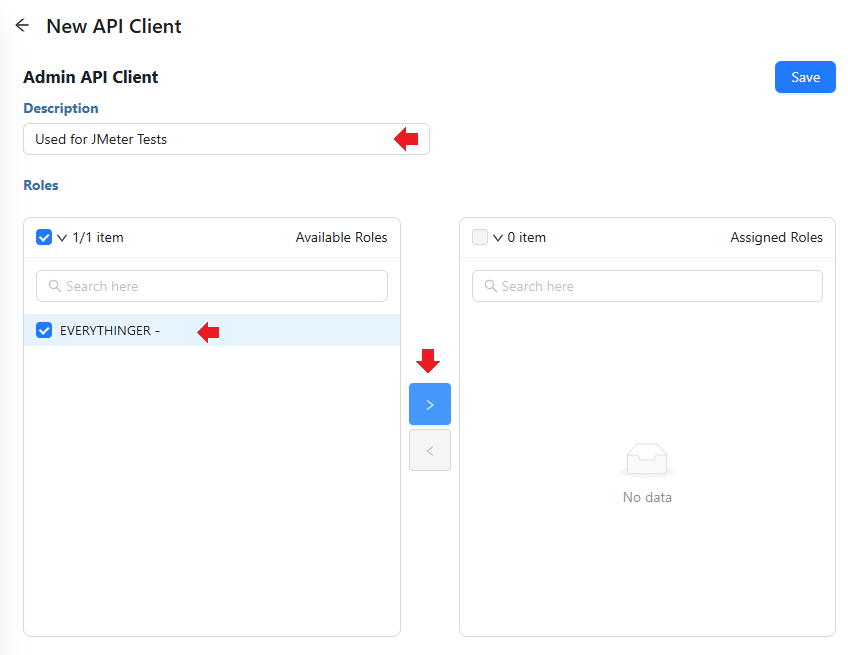 New API Client
Admin API Client
Save
Description
Used for JMeter Tests
Roles
1/1 item
Available Roles
Search here
EVERYTHINGER -
>
<
0 item
Assigned Roles
Search here
No data